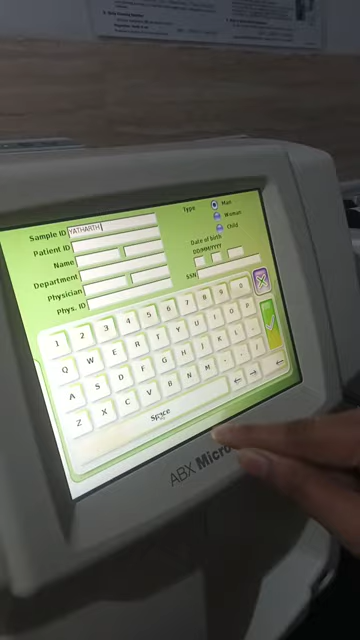 Sample ID YATHARTH
Patient ID
Name
Department
Physician
Phys. ID
Type Man
Woman
Child
Date of birth
DD/MM/YYYY
SSN
1 2 3 4 5 6 7 8 9 0
Q W E R T Y U I O P
A S D F G H J K L
Z X C V B N M
Space
ABX Micro